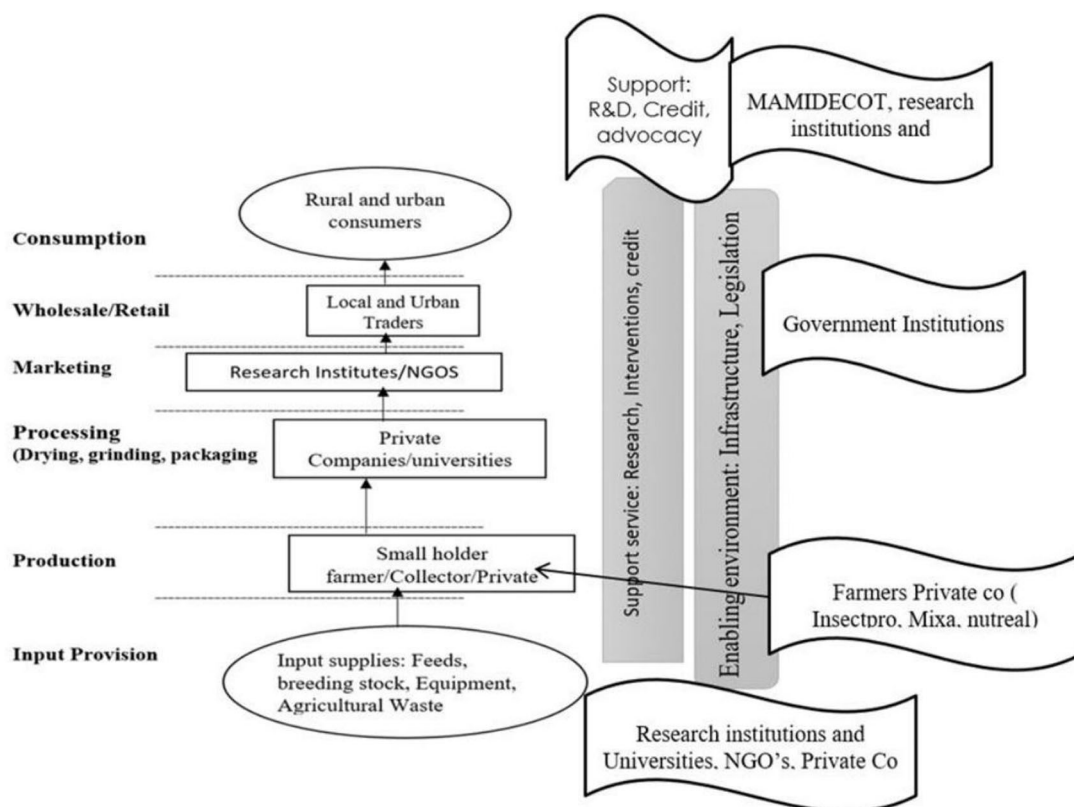 Support:
R&D, Credit,
advocacy
MAMIDECOT, research
institutions and
Rural and urban
consumers
Consumption
Wholesale/Retail
Local and Urban
Traders
Marketing
Research Institutes/NGOS
Processing
(Drying, grinding, packaging
Private
Companies/universities
Production
Small holder
farmer/Collector/Private
Input Provision
Input supplies: Feeds,
breeding stock, Equipment,
Agricultural Waste
Support service: Research, Interventions, credit
Enabling environment: Infrastructure, Legislation
Government Institutions
Farmers Private co (
Insectpro, Mixa, nutreal)
Research institutions and
Universities, NGO's, Private Co